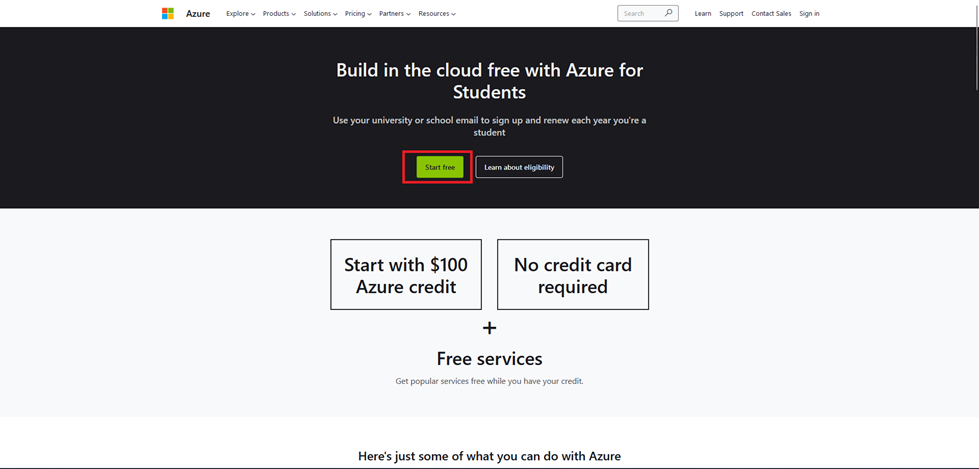 Azure Explore Products Solutions Pricing Partners Resources Search Learn Support Contact Sales Sign in
Build in the cloud free with Azure for
Students
Use your university or school email to sign up and renew each year you're a
student
Start free Learn about eligibility
Start with $100
Azure credit
No credit card
required
+
Free services
Get popular services free while you have your credit.
Here's just some of what you can do with Azure